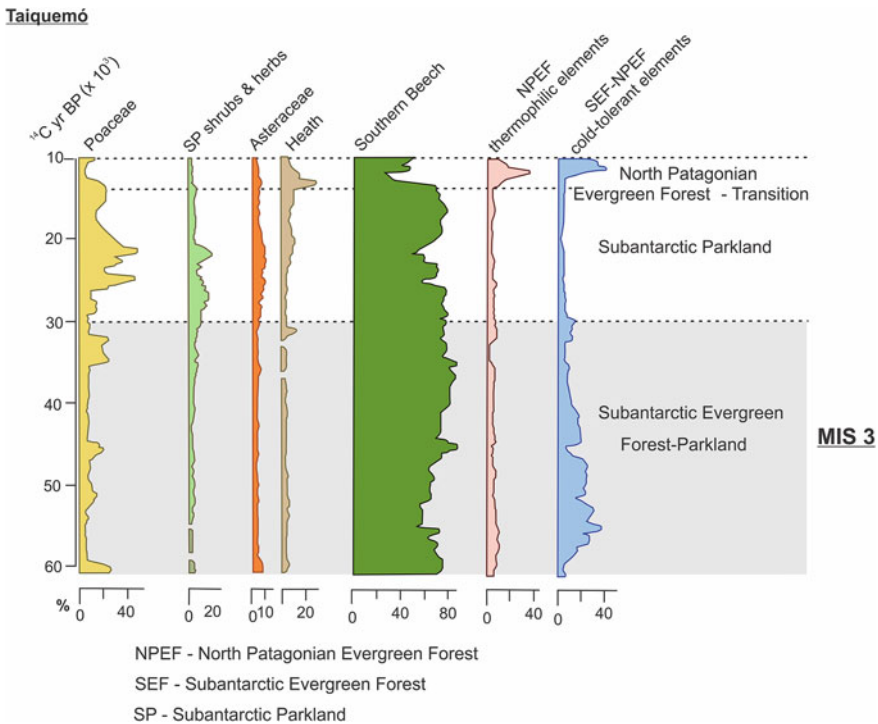 Taiquemó
¹⁴C yr BP (x 10³)
Poaceae
SP shrubs & herbs
Asteraceae
Heath
Southern Beech
NPEF
thermophilic elements
SEF-NPEF
cold-tolerant elements
10
20
30
40
50
60
North Patagonian
Evergreen Forest - Transition
Subantarctic Parkland
Subantarctic Evergreen
Forest-Parkland
MIS 3
% 0 40 0 20 0 10 0 20 0 40 80 0 40 0 40
NPEF - North Patagonian Evergreen Forest
SEF - Subantarctic Evergreen Forest
SP - Subantarctic Parkland